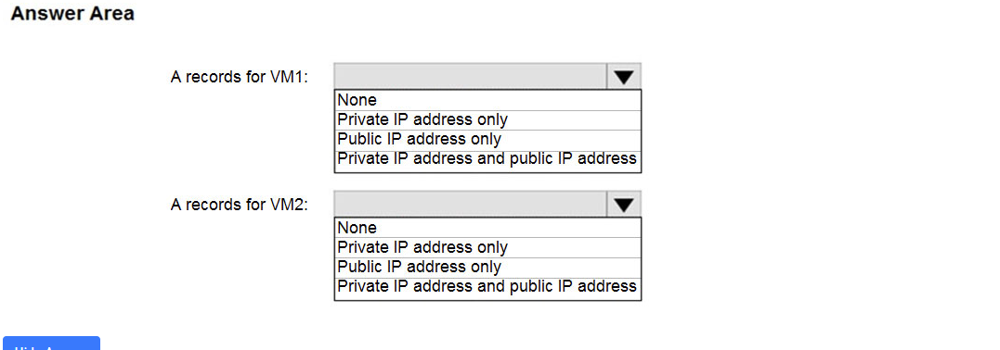 Answer Area
A records for VM1:
None
Private IP address only
Public IP address only
Private IP address and public IP address
A records for VM2:
None
Private IP address only
Public IP address only
Private IP address and public IP address